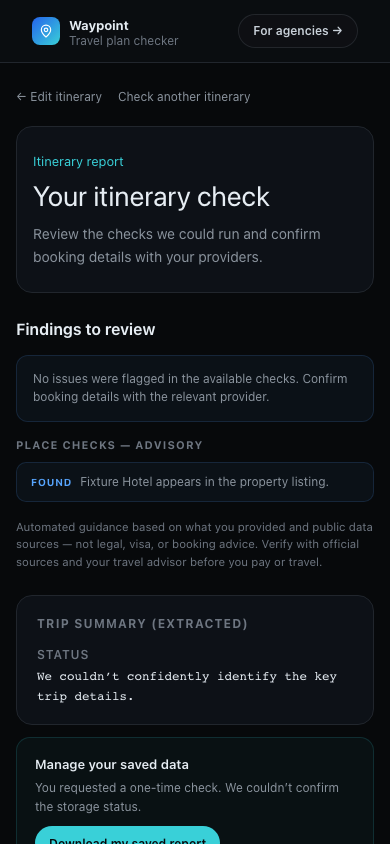 Waypoint
Travel plan checker
For agencies →
← Edit itinerary
Check another itinerary
Itinerary report
Your itinerary check
Review the checks we could run and confirm
booking details with your providers.
Findings to review
No issues were flagged in the available checks. Confirm
booking details with the relevant provider.
PLACE CHECKS — ADVISORY
FOUND Fixture Hotel appears in the property listing.
Automated guidance based on what you provided and public data
sources — not legal, visa, or booking advice. Verify with official
sources and your travel advisor before you pay or travel.
TRIP SUMMARY (EXTRACTED)
STATUS
We couldn’t confidently identify the key
trip details.
Manage your saved data
You requested a one-time check. We couldn’t confirm
the storage status.
Download my saved report